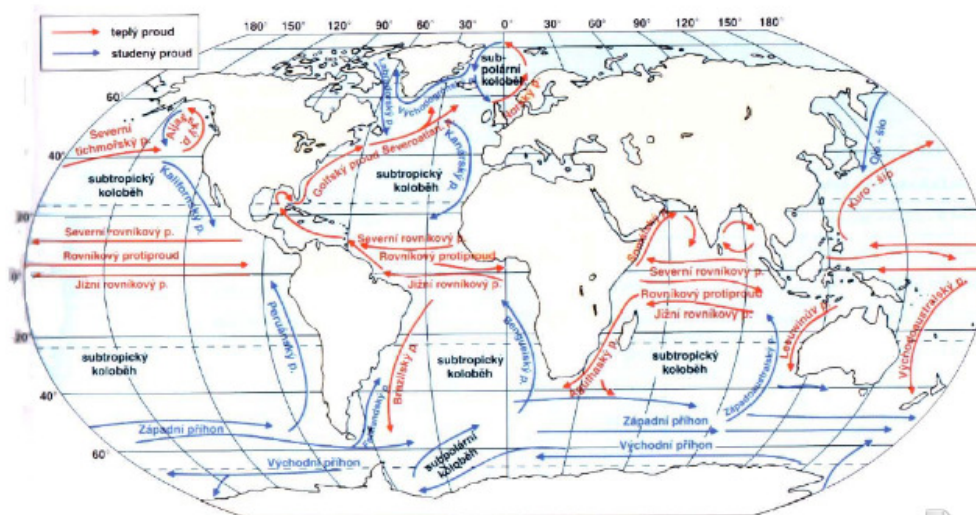 180° 150° 120° 90° 60° 30° 0° 30° 60° 90° 120° 150° 180°
teplý proud
studený proud
sub-
polární
koloběh
Labradorský p.
Norský p.
60°
Severní
tichmořský p.
Aljašský p.
Golfský proud Severoatlan. p.
Kanárský p.
Oja - šio
Kuro - šio
40°
Kalifornský p.
subtropický
koloběh
subtropický
koloběh
20°
Severní rovníkový p.
Rovníkový protiproud
Jižní rovníkový p.
Severní rovníkový p.
Rovníkový protiproud
Jižní rovníkový p.
Severní rovníkový p.
Rovníkový protiproud
Jižní rovníkový p.
0°
Peruánský p.
Brazilský p.
Benguelský p.
Agulhaský p.
Západoaustralský p.
Leeuwinův p.
Východoaustralský p.
20°
subtropický
koloběh
subtropický
koloběh
subtropický
koloběh
40°
Západní příhon
Západní příhon
Východní příhon
Východní příhon
subpolární
koloběh
60°